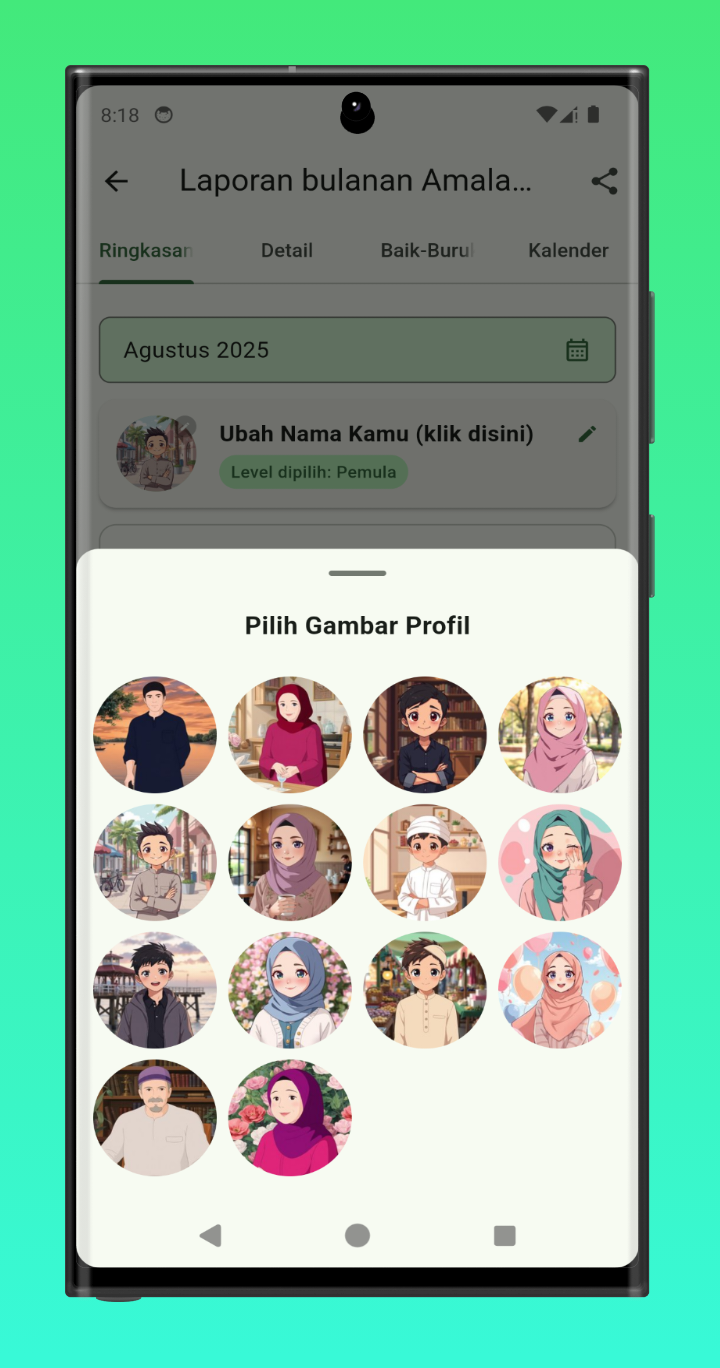 8:18
Laporan bulanan Amala...
Ringkasan Detail Baik-Buru Kalender
Agustus 2025
Ubah Nama Kamu (klik disini)
Level dipilih: Pemula
Pilih Gambar Profil